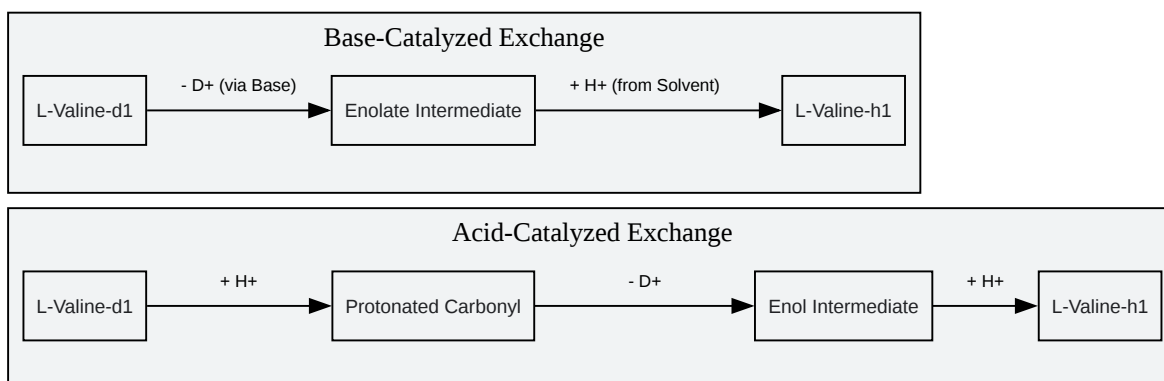 Base-Catalyzed Exchange
- D+ (via Base)
+ H+ (from Solvent)
L-Valine-d1
Enolate Intermediate
L-Valine-h1
Acid-Catalyzed Exchange
+ H+
- D+
+ H+
L-Valine-d1
Protonated Carbonyl
Enol Intermediate
L-Valine-h1